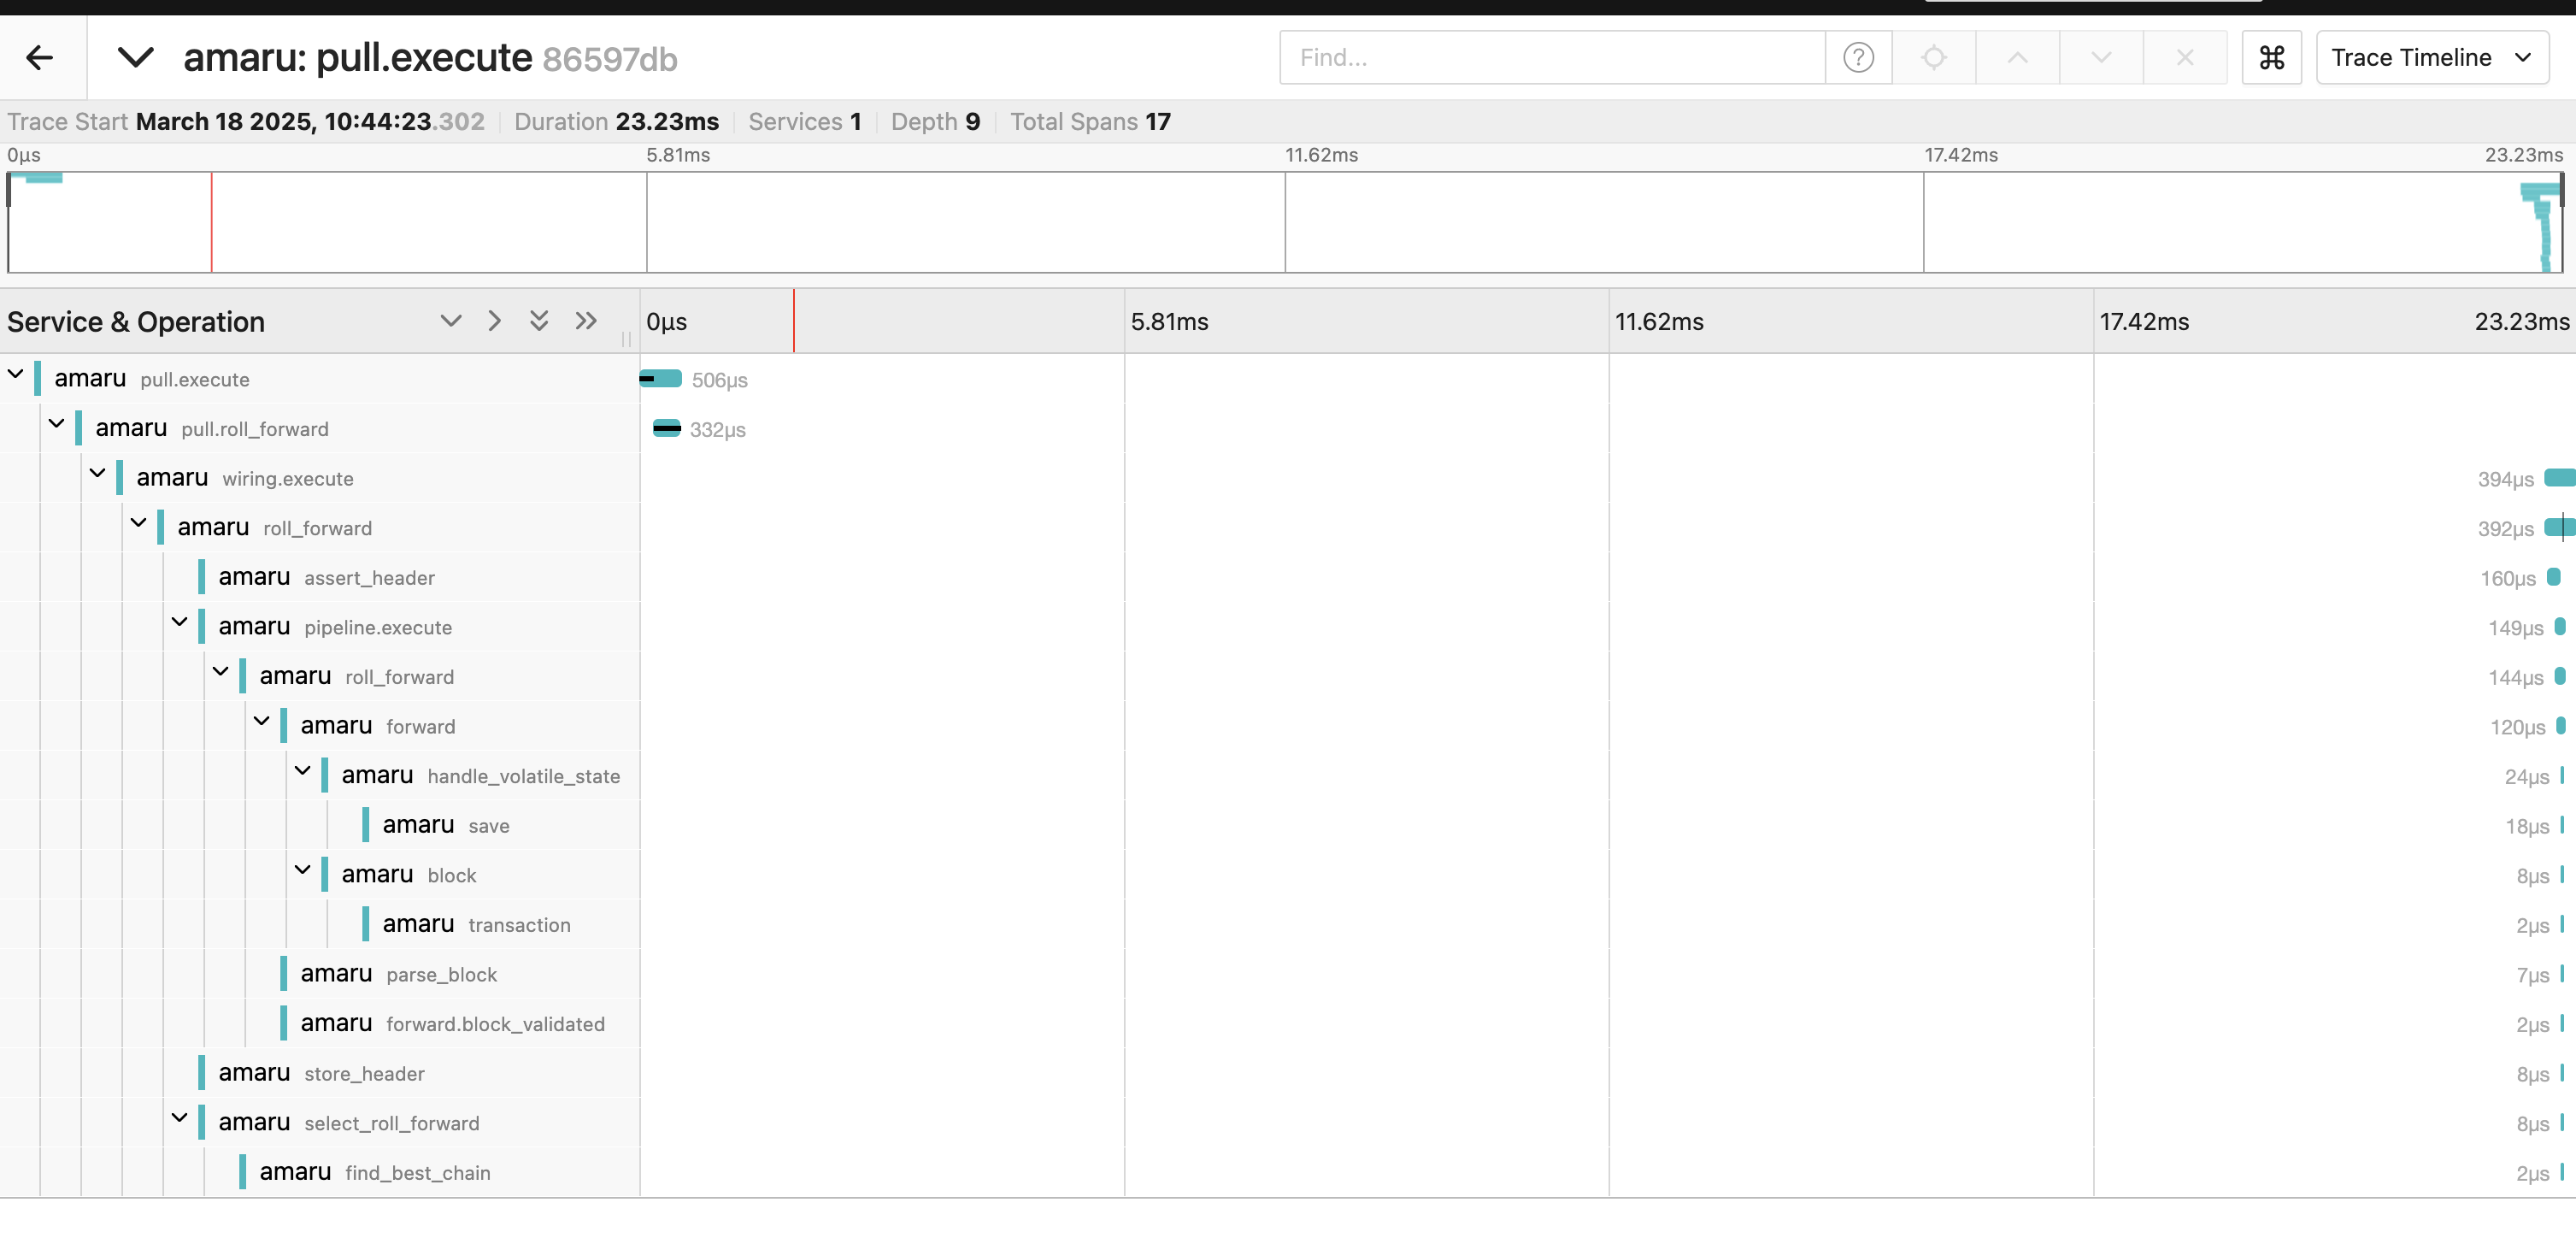 amaru: pull.execute 86597db Find... ? ⌘ Trace Timeline
Trace Start March 18 2025, 10:44:23.302 Duration 23.23ms Services 1 Depth 9 Total Spans 17
0μs 5.81ms 11.62ms 17.42ms 23.23ms
Service & Operation 0μs 5.81ms 11.62ms 17.42ms 23.23ms
amaru pull.execute 506μs
amaru pull.roll_forward 332μs
amaru wiring.execute 394μs
amaru roll_forward 392μs
amaru assert_header 160μs
amaru pipeline.execute 149μs
amaru roll_forward 144μs
amaru forward 120μs
amaru handle_volatile_state 24μs
amaru save 18μs
amaru block 8μs
amaru transaction 2μs
amaru parse_block 7μs
amaru forward.block_validated 2μs
amaru store_header 8μs
amaru select_roll_forward 8μs
amaru find_best_chain 2μs